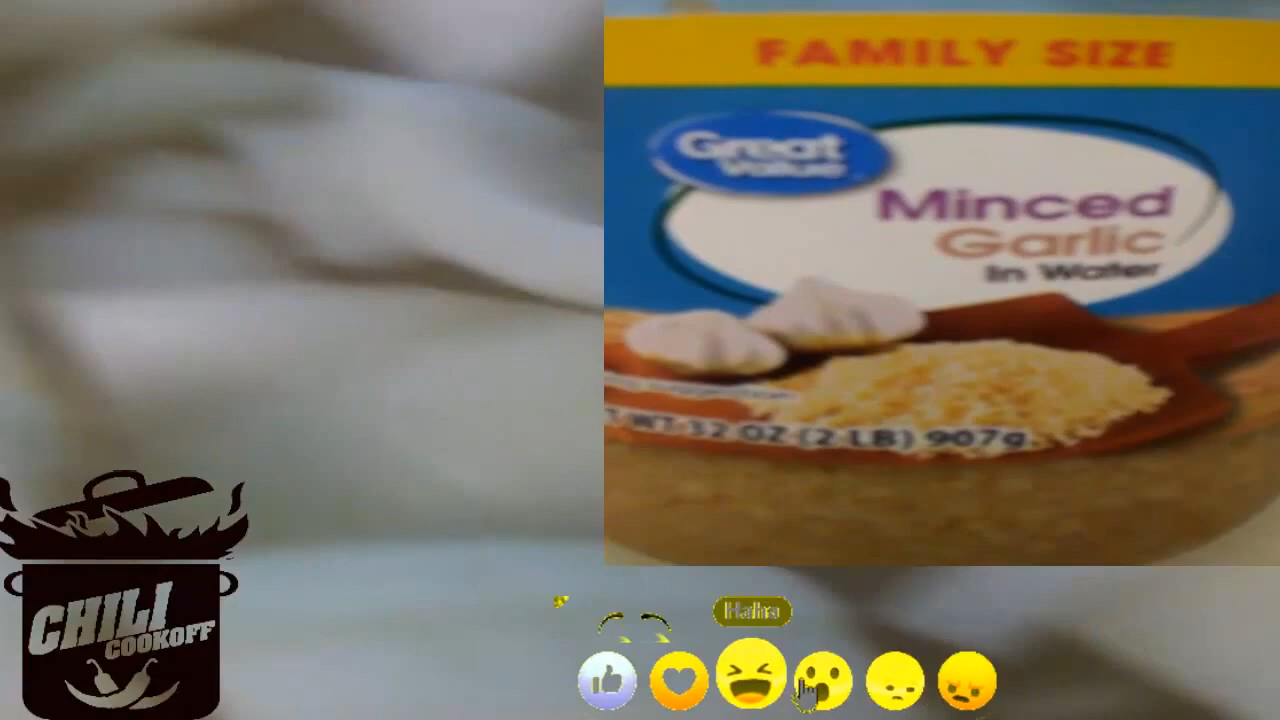 FAMILY SIZE
Great
Value
Minced
Garlic
In Water
WT 32 OZ (2 LB) 907g
CHILI
COOKOFF
Haha